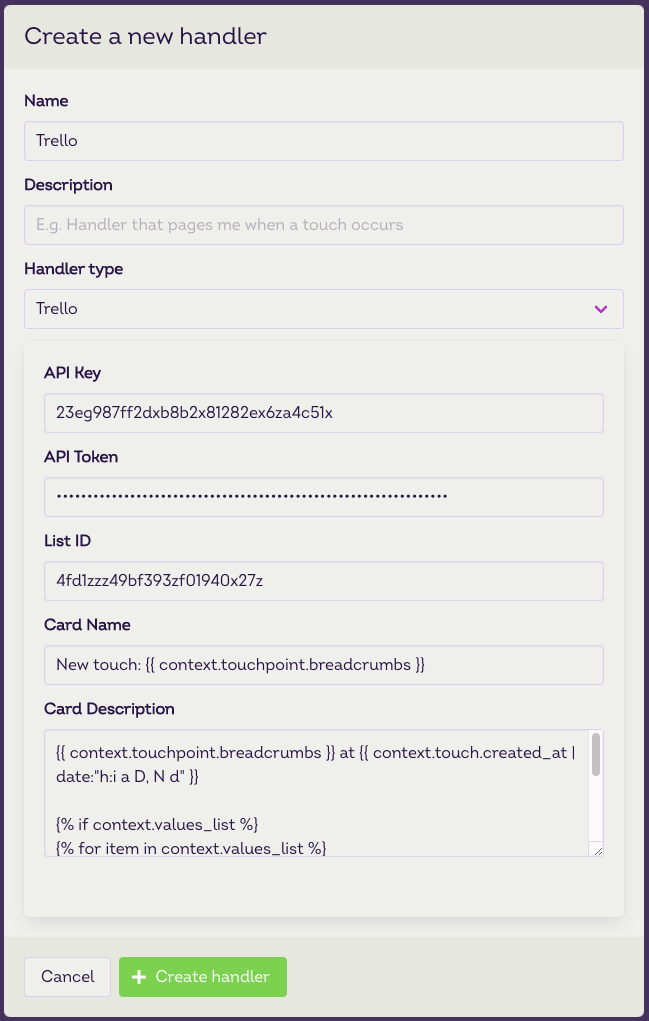 Create a new handler
Name
Trello
Description
E.g. Handler that pages me when a touch occurs
Handler type
Trello
API Key
23eg987ff2dxb8b2x81282ex6za4c51x
API Token
••••••••••••••••••••••••••••••••••••••••••••••••••••••••••••••••
List ID
4fd1zzz49bf393zf01940x27z
Card Name
New touch: {{ context.touchpoint.breadcrumbs }}
Card Description
{{ context.touchpoint.breadcrumbs }} at {{ context.touch.created_at |
date:"h:i a D, N d" }}
{% if context.values_list %}
{% for item in context.values_list %}
Cancel
+ Create handler